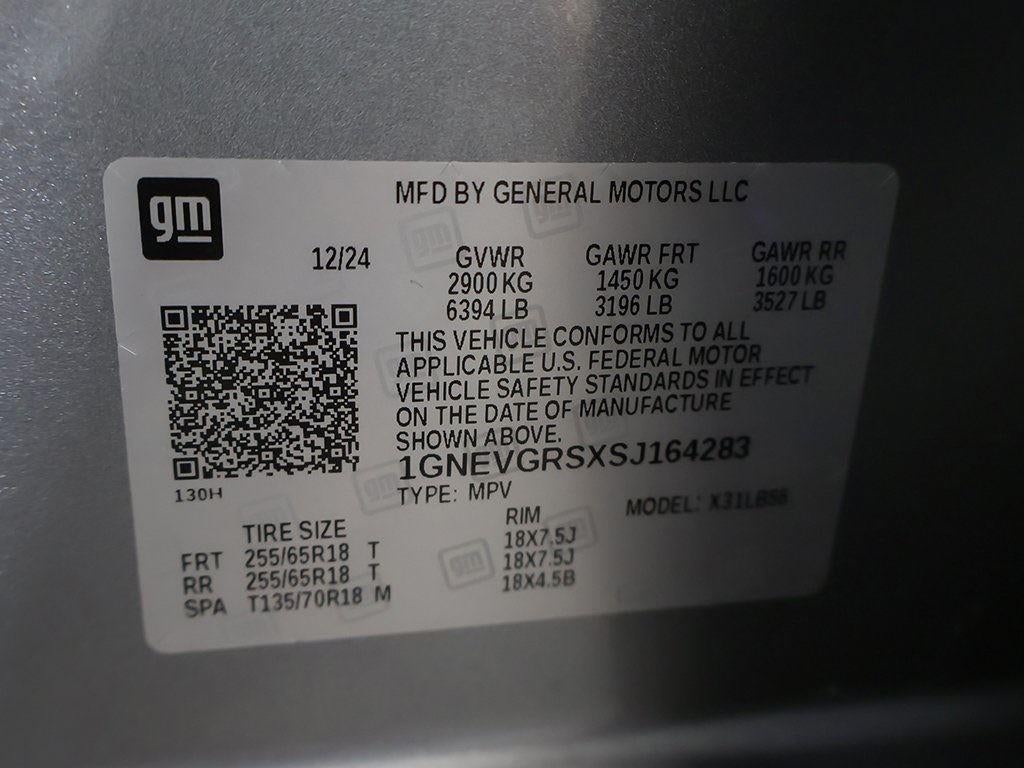 gm
MFD BY GENERAL MOTORS LLC
12/24 GVWR GAWR FRT GAWR RR
2900 KG 1450 KG 1600 KG
6394 LB 3196 LB 3527 LB
THIS VEHICLE CONFORMS TO ALL
APPLICABLE U.S. FEDERAL MOTOR
VEHICLE SAFETY STANDARDS IN EFFECT
ON THE DATE OF MANUFACTURE
SHOWN ABOVE.
1GNEVGRSXSJ164283
130H
TYPE: MPV MODEL:
TIRE SIZE RIM
FRT 255/65R18 T 18X7.5J
RR 255/65R18 T 18X7.5J
SPA T135/70R18 M 18X4.5B